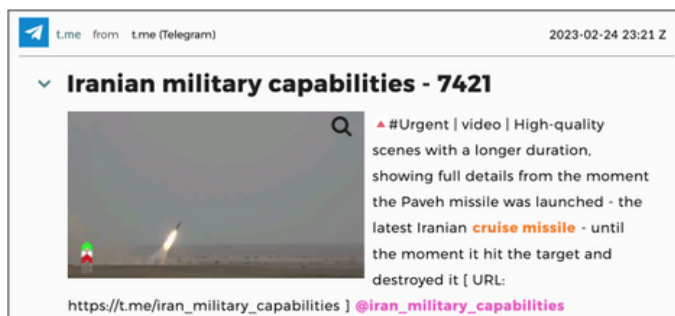 t.me from t.me (Telegram) 2023-02-24 23:21 Z
Iranian military capabilities - 7421
#Urgent | video | High-quality
scenes with a longer duration,
showing full details from the moment
the Paveh missile was launched - the
latest Iranian cruise missile - until
the moment it hit the target and
destroyed it [ URL:
https://t.me/iran_military_capabilities ] @iran_military_capabilities